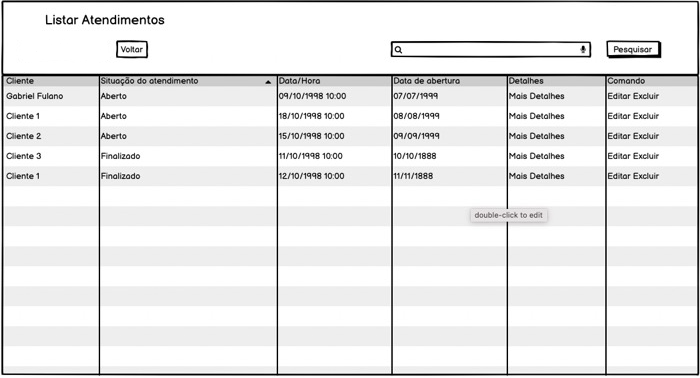 Listar Atendimentos
Voltar
Pesquisar
Cliente Situação do atendimento Data/Hora Data de abertura Detalhes Comando
Gabriel Fulano Aberto 09/10/1998 10:00 07/07/1999 Mais Detalhes Editar Excluir
Cliente 1 Aberto 18/10/1998 10:00 08/08/1999 Mais Detalhes Editar Excluir
Cliente 2 Aberto 15/10/1998 10:00 09/09/1999 Mais Detalhes Editar Excluir
Cliente 3 Finalizado 11/10/1998 10:00 10/10/1888 Mais Detalhes Editar Excluir
Cliente 1 Finalizado 12/10/1998 10:00 11/11/1888 Mais Detalhes Editar Excluir
double-click to edit